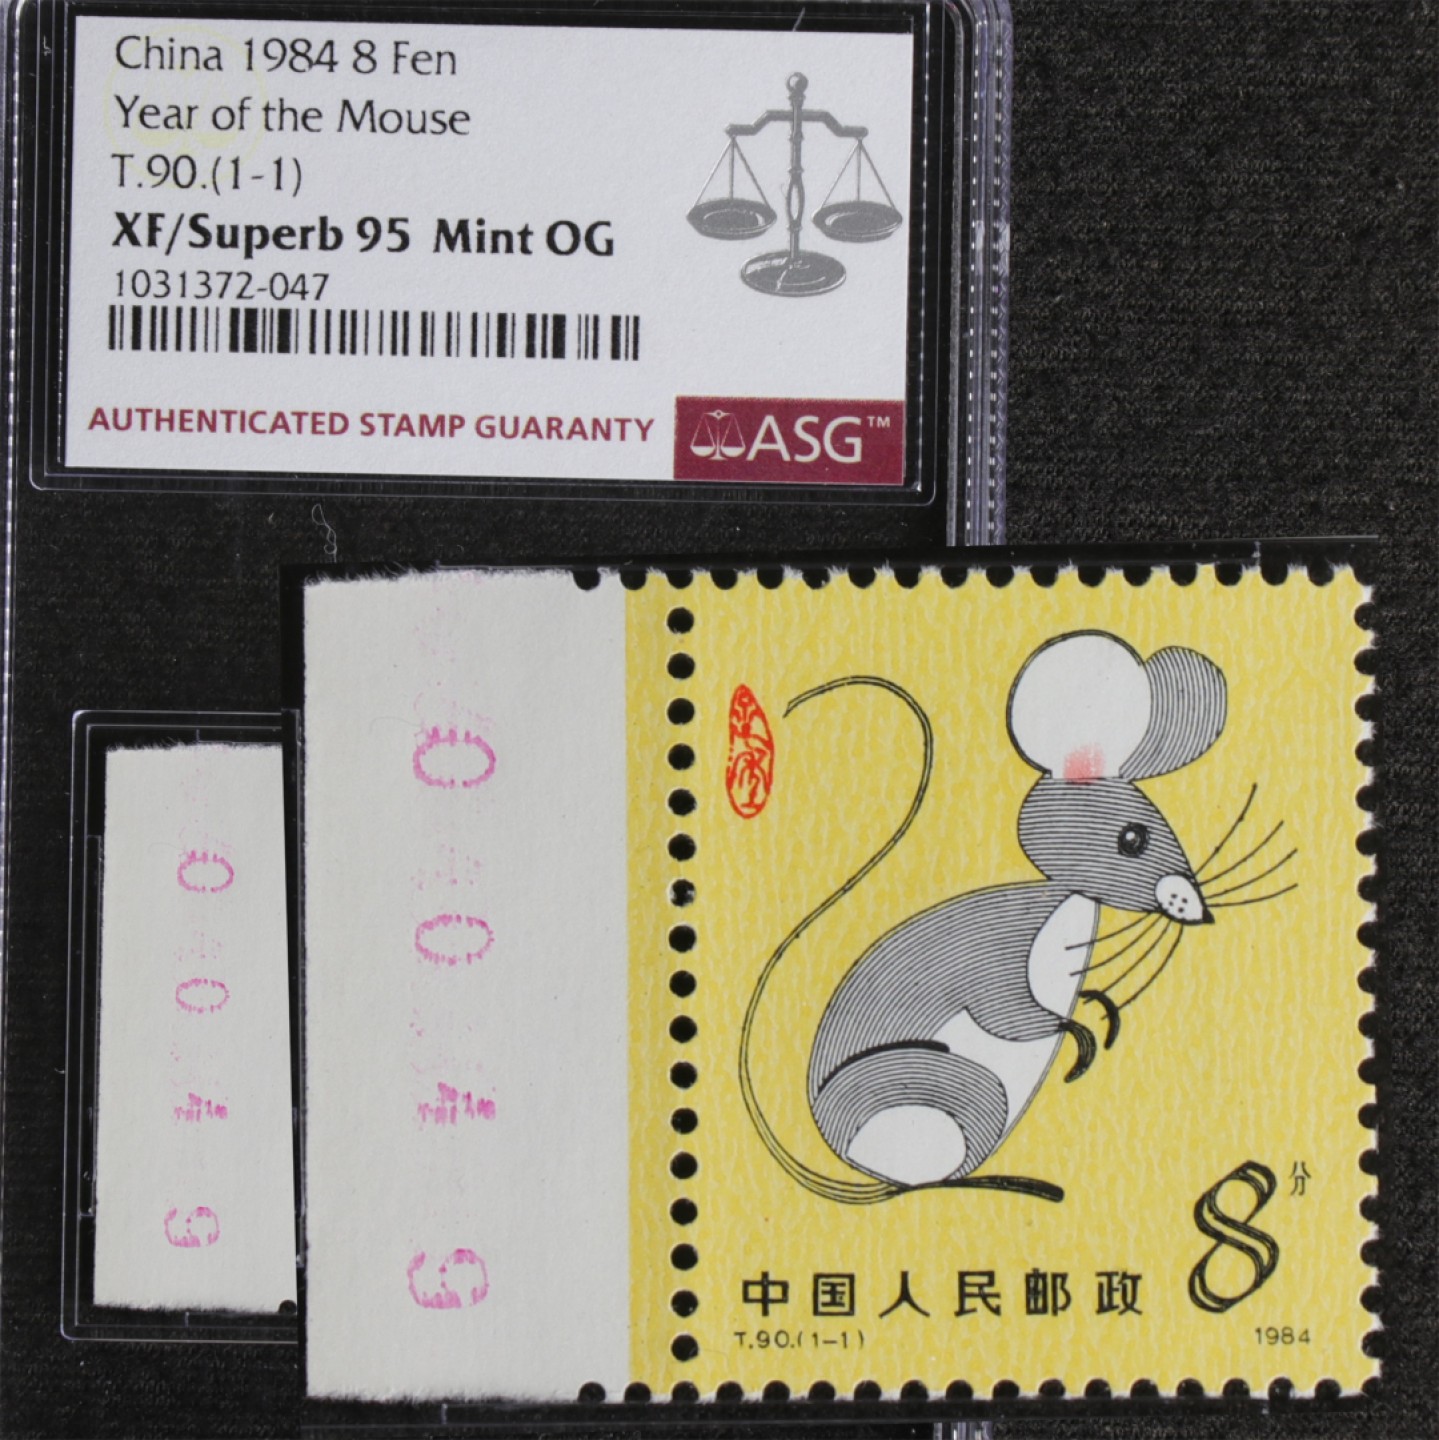 China 1984 8 Fen
Year of the Mouse
T.90.(1-1)
XF/Superb 95 Mint OG
1031372-047
AUTHENTICATED STAMP GUARANTY
ASG™
8分
中国人民邮政
T.90.(1-1)
1984